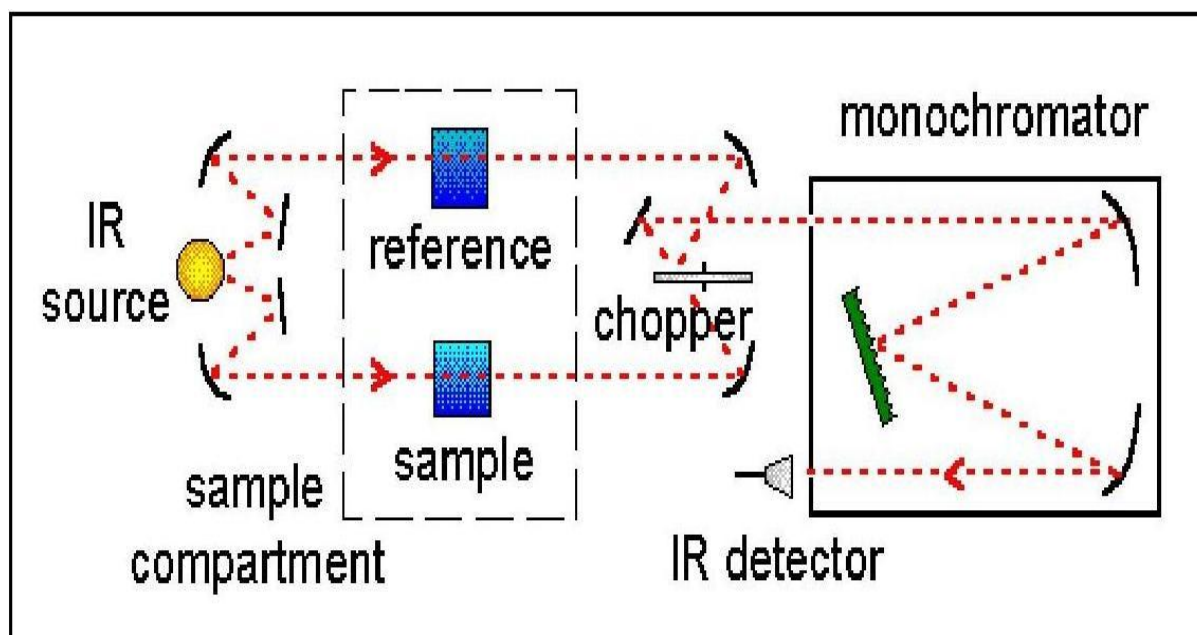 monochromator
IR
source
reference
chopper
sample
sample
compartment
IR detector